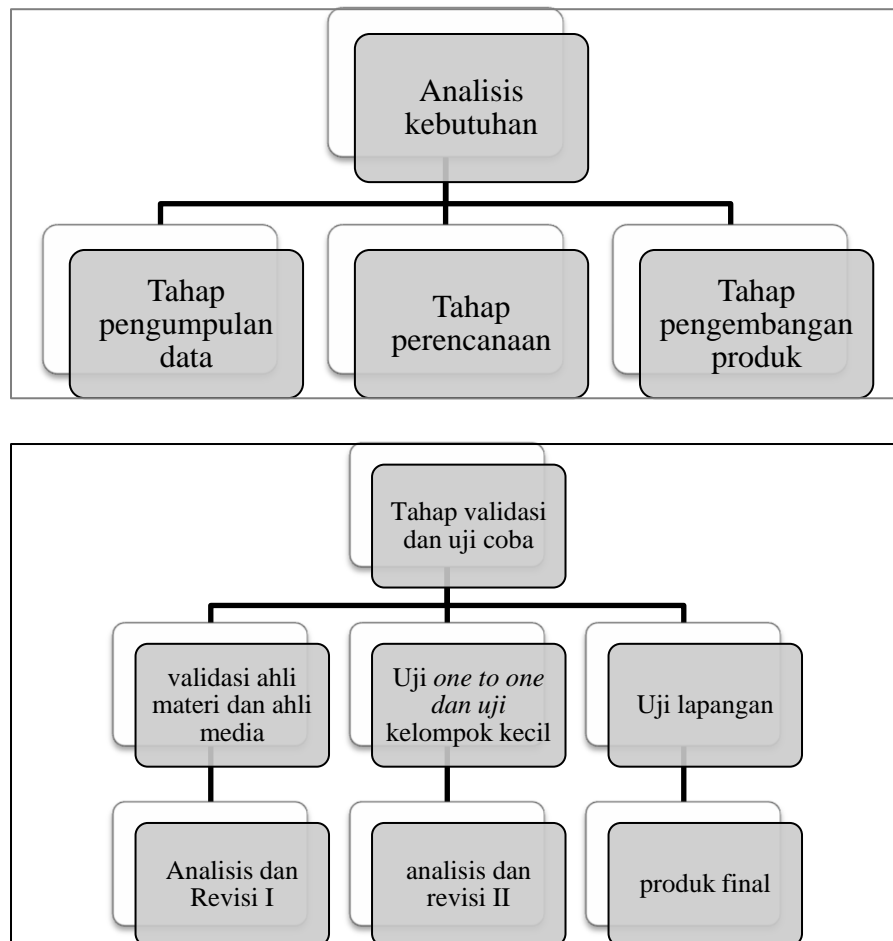 Analisis
kebutuhan
Tahap
pengumpulan
data
Tahap
perencanaan
Tahap
pengembangan
produk
Tahap validasi
dan uji coba
validasi ahli
materi dan ahli
media
Uji one to one
dan uji
kelompok kecil
Uji lapangan
Analisis dan
Revisi I
analisis dan
revisi II
produk final